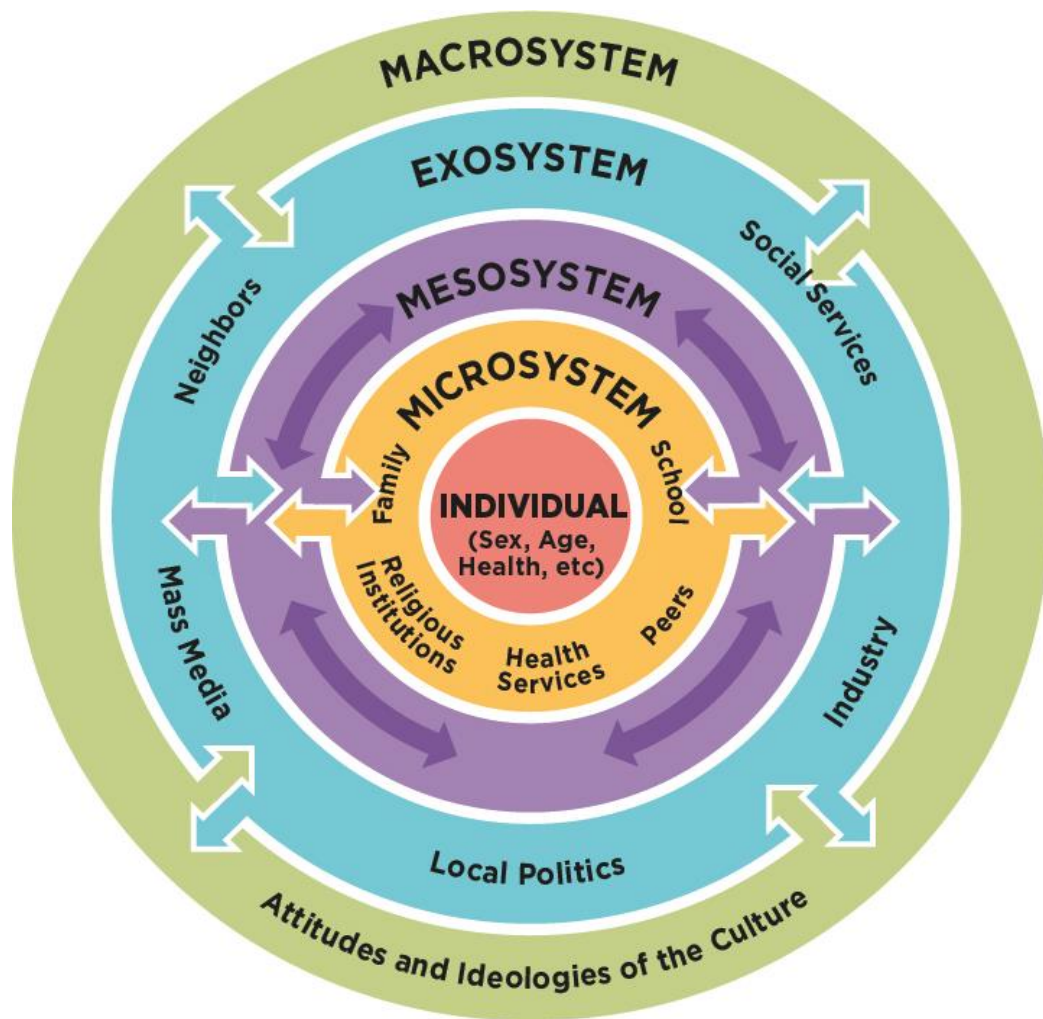 MACROSYSTEM
EXOSYSTEM
MESOSYSTEM
MICROSYSTEM
INDIVIDUAL
(Sex, Age,
Health, etc)
Family
School
Religious
Institutions
Health
Services
Peers
Neighbors
Social Services
Mass Media
Industry
Local Politics
Attitudes and Ideologies of the Culture